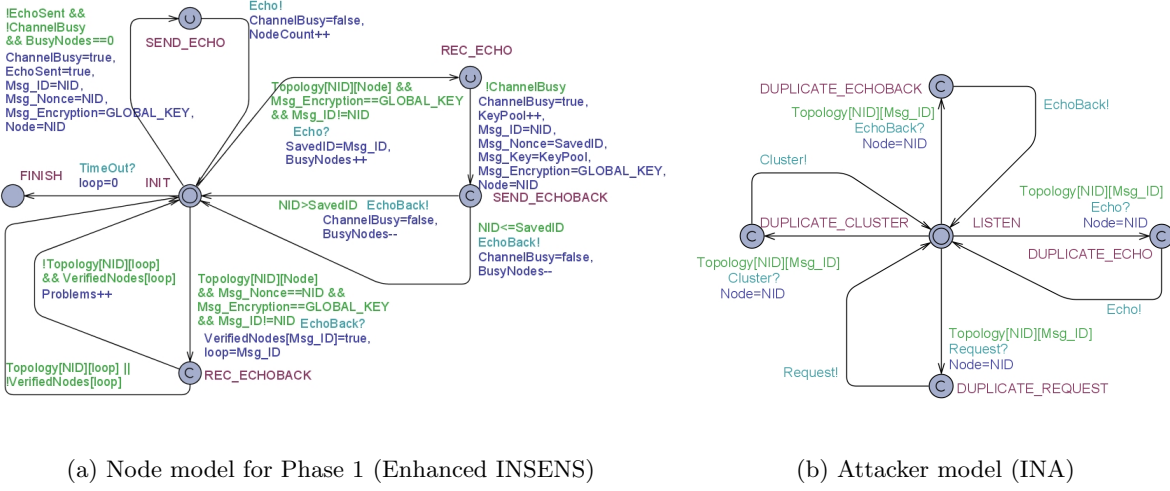 !EchoSent &&
!ChannelBusy
&& BusyNodes==0
ChannelBusy=true,
EchoSent=true,
Msg_ID=NID,
Msg_Nonce=NID,
Msg_Encryption=GLOBAL_KEY,
Node=NID
SEND_ECHO
Echo!
ChannelBusy=false,
NodeCount++
REC_ECHO
Topology[NID][Node] &&
Msg_Encryption==GLOBAL_KEY
&& Msg_ID!=NID
Echo?
SavedID=Msg_ID,
BusyNodes++
!ChannelBusy
ChannelBusy=true,
KeyPool++,
Msg_ID=NID,
Msg_Nonce=SavedID,
Msg_Key=KeyPool,
Msg_Encryption=GLOBAL_KEY,
Node=NID
FINISH
TimeOut?
loop=0
INIT
NID>SavedID EchoBack!
ChannelBusy=false,
BusyNodes--
SEND_ECHOBACK
NID<=SavedID
EchoBack!
ChannelBusy=false,
BusyNodes--
!Topology[NID][loop]
&& VerifiedNodes[loop]
Problems++
Topology[NID][Node]
&& Msg_Nonce==NID &&
Msg_Encryption==GLOBAL_KEY
&& Msg_ID!=NID EchoBack?
VerifiedNodes[Msg_ID]=true,
loop=Msg_ID
Topology[NID][loop] ||
!VerifiedNodes[loop]
REC_ECHOBACK
(a) Node model for Phase 1 (Enhanced INSENS)
DUPLICATE_ECHOBACK
Topology[NID][Msg_ID]
EchoBack?
Node=NID
EchoBack!
Cluster!
DUPLICATE_CLUSTER
Topology[NID][Msg_ID]
Cluster?
Node=NID
LISTEN
Topology[NID][Msg_ID]
Echo?
Node=NID
DUPLICATE_ECHO
Echo!
Topology[NID][Msg_ID]
Request?
Node=NID
Request!
DUPLICATE_REQUEST
(b) Attacker model (INA)